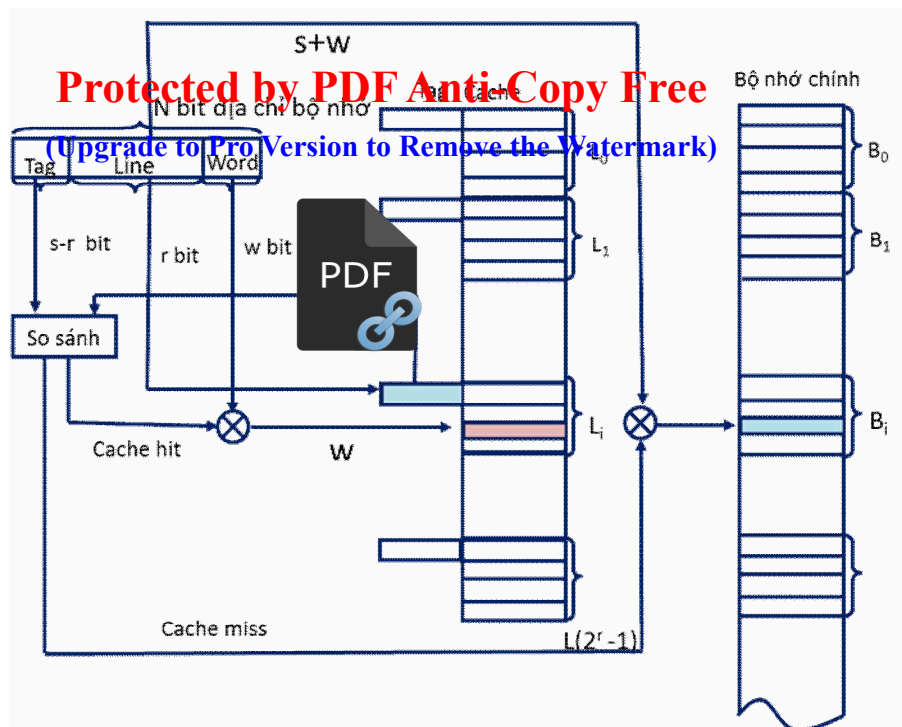 s+w
Protected by PDF Anti-Copy Free
(Upgrade to Pro Version to Remove the Watermark)
N bit địa chỉ bộ nhớ
Tag Cache
Bộ nhớ chính
Tag Line Word
L0
B0
s-r bit
r bit
w bit
L1
B1
PDF
So sánh
Cache hit
W
Li
Bi
Cache miss
L(2^r -1)